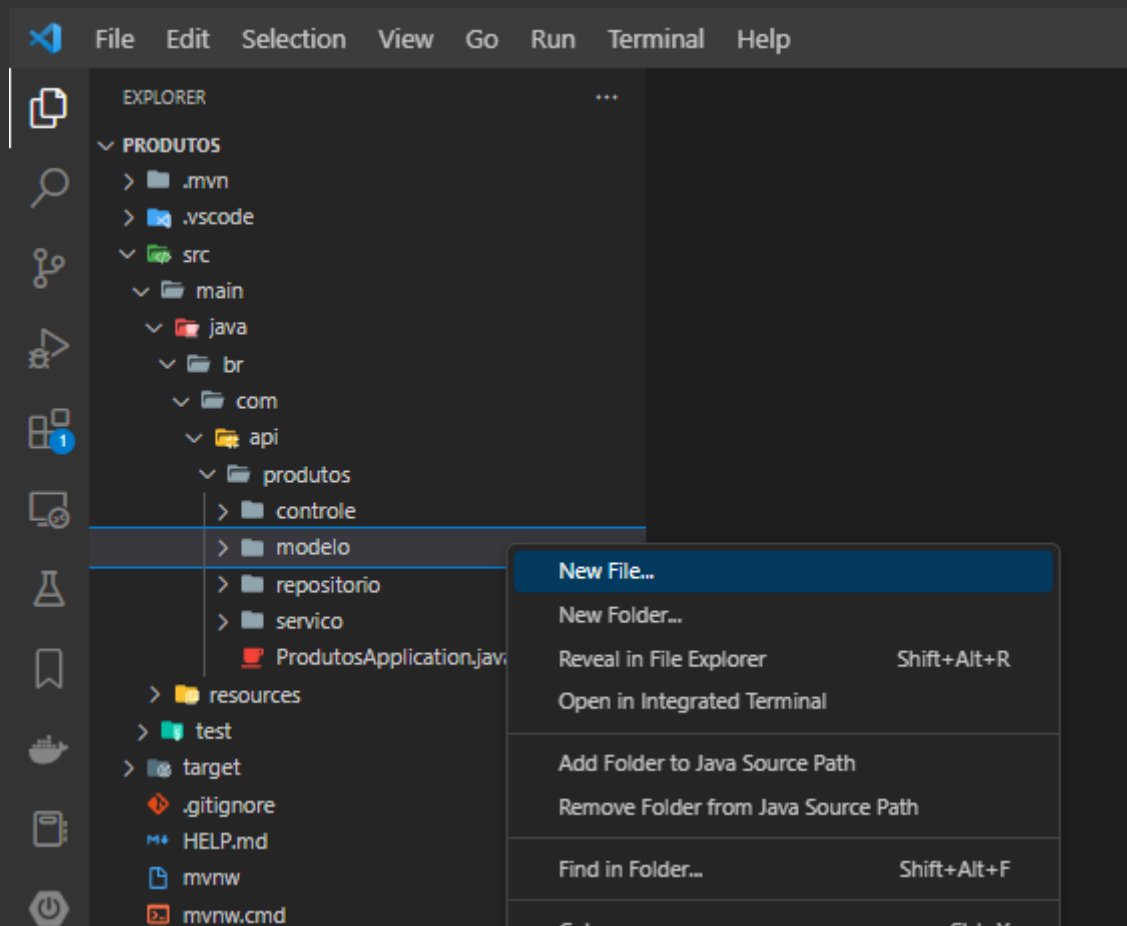 File Edit Selection View Go Run Terminal Help
EXPLORER
PRODUTOS
.mvn
.vscode
src
main
java
br
com
api
produtos
controle
modelo
repositorio
servico
ProdutosApplication.java
resources
test
target
.gitignore
HELP.md
mvnw
mvnw.cmd
1
New File...
New Folder...
Reveal in File Explorer Shift+Alt+R
Open in Integrated Terminal
Add Folder to Java Source Path
Remove Folder from Java Source Path
Find in Folder... Shift+Alt+F